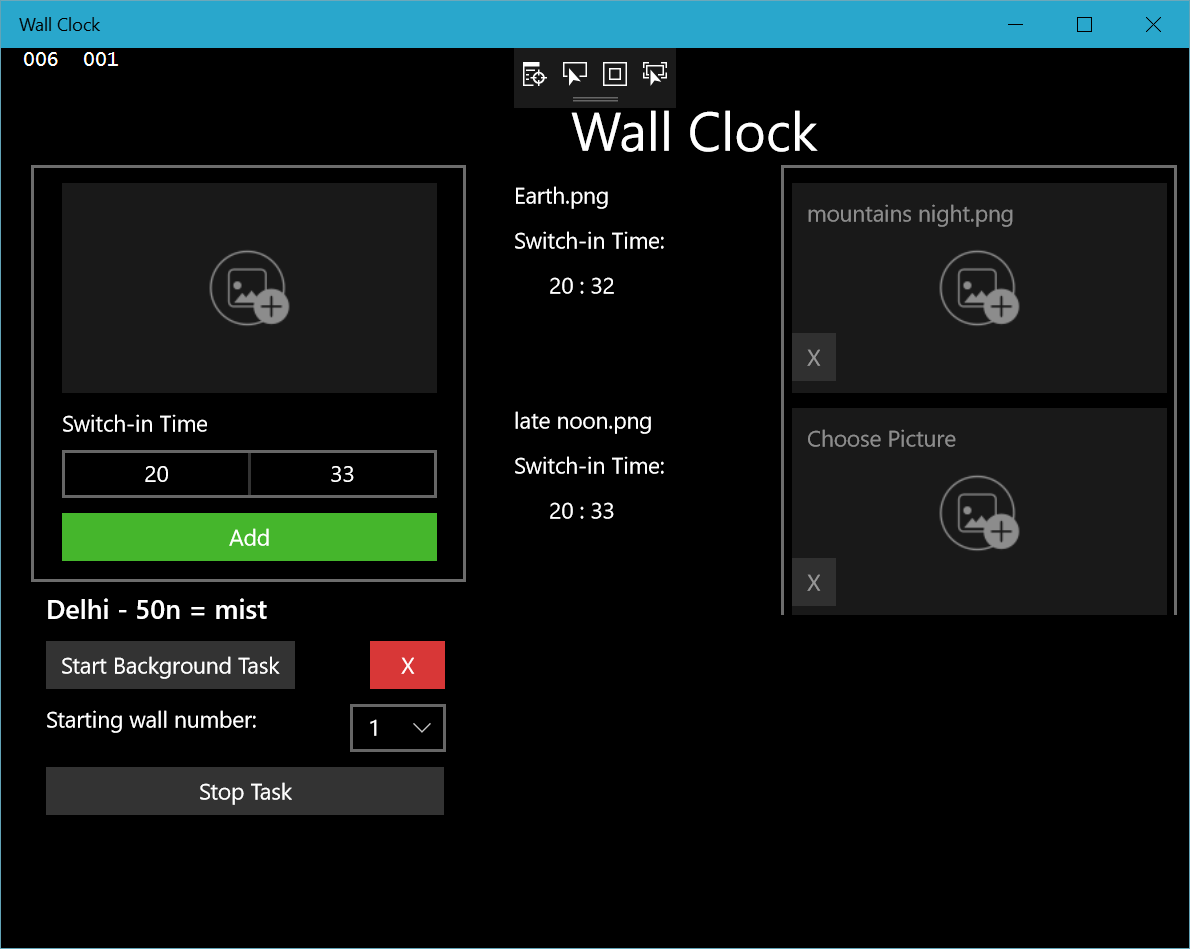 Wall Clock
006 001
Wall Clock
Switch-in Time
20 33
Add
Delhi - 50n = mist
Start Background Task X
Starting wall number: 1
Stop Task
Earth.png
Switch-in Time:
20 : 32
late noon.png
Switch-in Time:
20 : 33
mountains night.png
X
Choose Picture
X